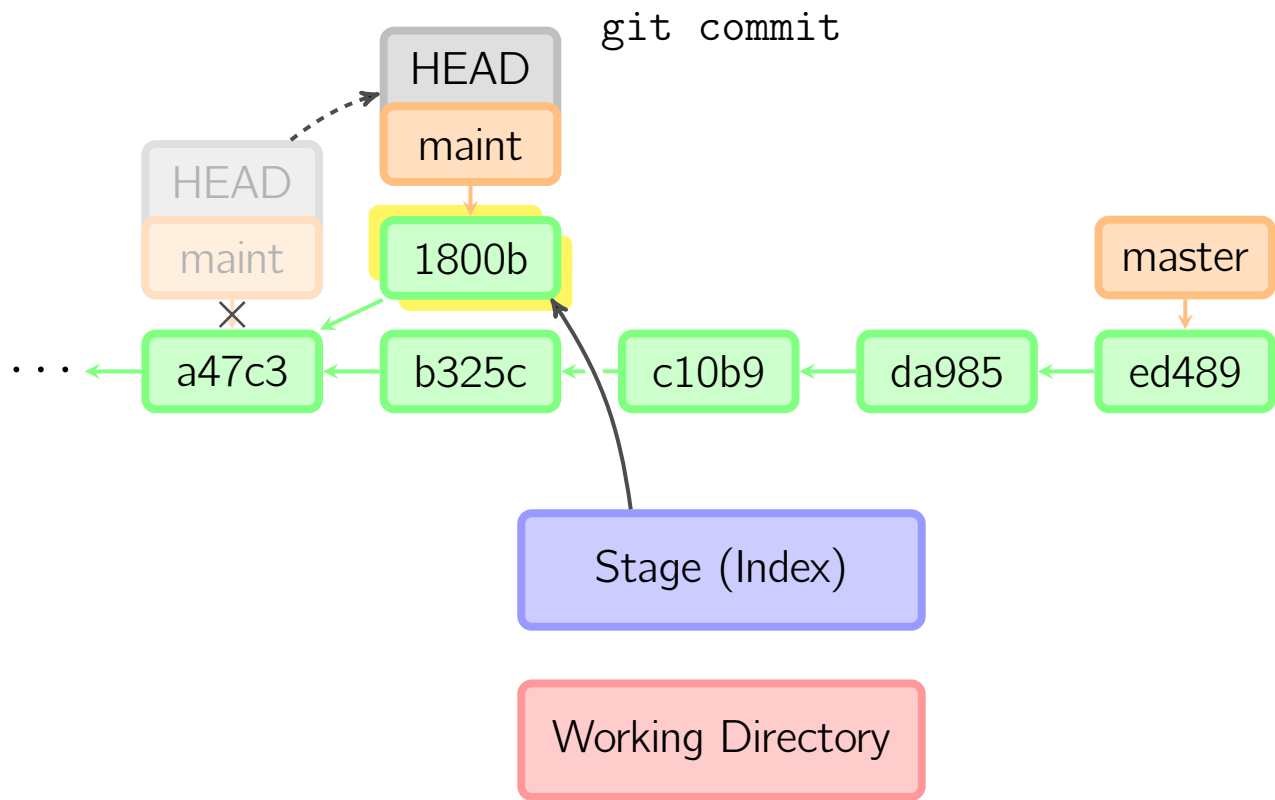 git commit
HEAD
maint
HEAD
maint
1800b
master
... a47c3 b325c c10b9 da985 ed489
Stage (Index)
Working Directory